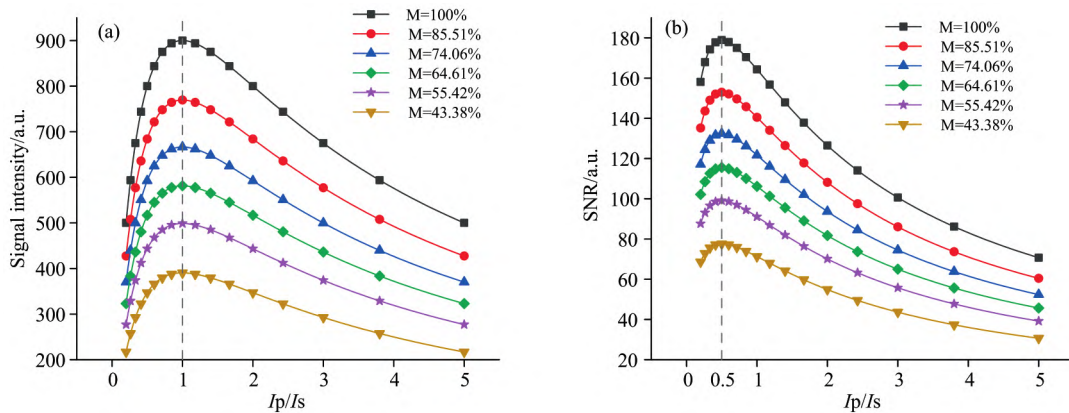 (a)
M=100%
M=85.51%
M=74.06%
M=64.61%
M=55.42%
M=43.38%
Signal intensity/a.u.
900
800
700
600
500
400
300
200
0 1 2 3 4 5
Ip/Is
(b)
M=100%
M=85.51%
M=74.06%
M=64.61%
M=55.42%
M=43.38%
SNR/a.u.
180
160
140
120
100
80
60
40
20
0 0.5 1 2 3 4 5
Ip/Is